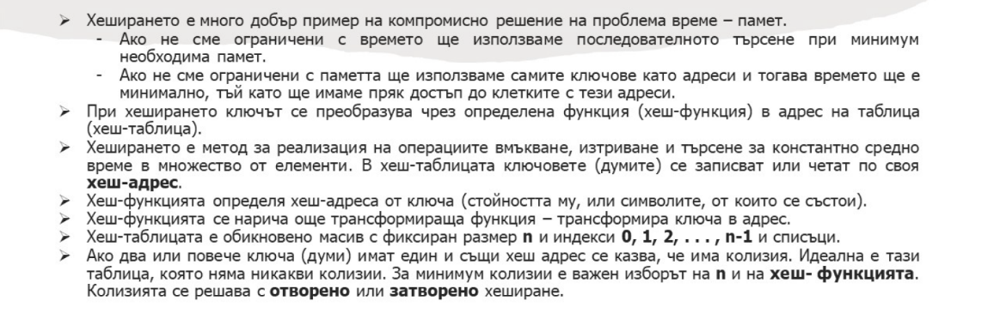 ➢ Хеширането е много добър пример на компромисно решение на проблема време – памет.
- Ако не сме ограничени с времето ще използваме последователното търсене при минимум
необходима памет.
- Ако не сме ограничени с паметта ще използваме самите ключове като адреси и тогава времето ще е
минимално, тъй като ще имаме пряк достъп до клетките с тези адреси.
➢ При хеширането ключът се преобразува чрез определена функция (хеш-функция) в адрес на таблица
(хеш-таблица).
➢ Хеширането е метод за реализация на операциите вмъкване, изтриване и търсене за константно средно
време в множество от елементи. В хеш-таблицата ключовете (думите) се записват или четат по своя
хеш-адрес.
➢ Хеш-функцията определя хеш-адреса от ключа (стойността му, или символите, от които се състои).
➢ Хеш-функцията се нарича още трансформираща функция – трансформира ключа в адрес.
➢ Хеш-таблицата е обикновено масив с фиксиран размер n и индекси 0, 1, 2, . . . , n-1 и списъци.
➢ Ако два или повече ключа (думи) имат един и същи хеш адрес се казва, че има колизия. Идеална е тази
таблица, която няма никакви колизии. За минимум колизии е важен изборът на n и на хеш- функцията.
Колизията се решава с отворено или затворено хеширане.